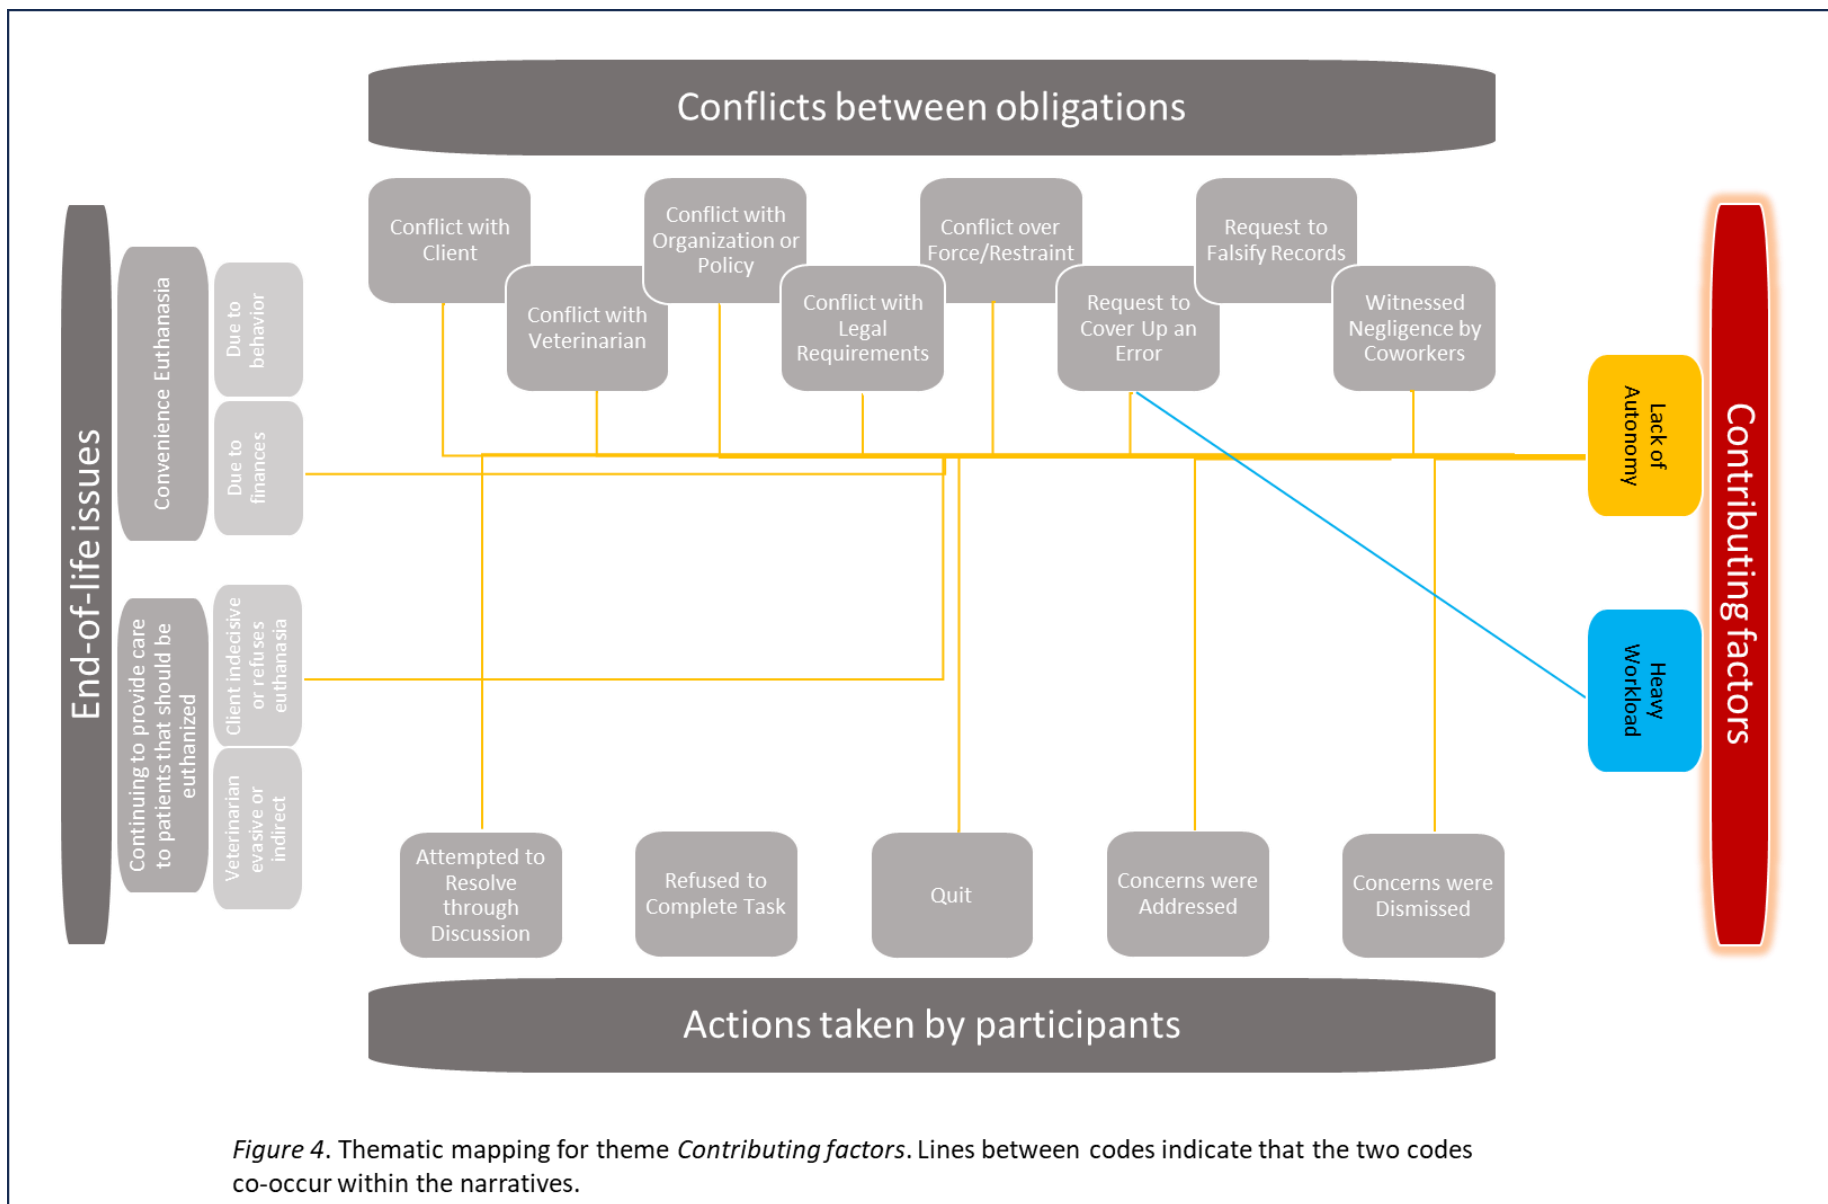 Conflicts between obligations
Conflict with
Client
Conflict with
Veterinarian
Conflict with
Organization or
Policy
Conflict with
Legal
Requirements
Conflict over
Force/Restraint
Request to
Cover Up an
Error
Request to
Falsify Records
Witnessed
Negligence by
Coworkers
End-of-life issues
Convenience Euthanasia
Due to
behavior
Due to
finances
Continuing to provide care
to patients that should be
euthanized
Client indecisive
or refuses
euthanasia
Veterinarian
evasive or
indirect
Lack of
Autonomy
Heavy
Workload
Contributing factors
Attempted to
Resolve
through
Discussion
Refused to
Complete Task
Quit
Concerns were
Addressed
Concerns were
Dismissed
Actions taken by participants
Figure 4. Thematic mapping for theme Contributing factors. Lines between codes indicate that the two codes
co-occur within the narratives.